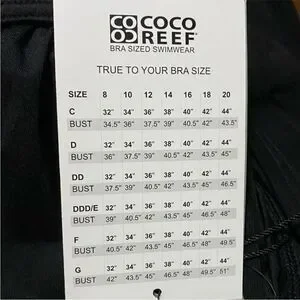 COCO
REEF
BRA SIZED SWIMWEAR
TRUE TO YOUR BRA SIZE
SIZE 8 10 12 14 16 18 20
C 32" 34" 36" 38" 40" 42" 44"
BUST 34.5" 36" 37.5" 39" 40.5" 42" 43.5"
D 32" 34" 36" 38" 40" 42" 44"
BUST 36" 37.5" 39" 40.5" 42" 43.5" 45"
DD 32" 34" 36" 38" 40" 42" 44"
BUST 37.5" 39" 40.5" 42" 43.5" 45" 46.5"
DDD/E 32" 34" 36" 38" 40" 42" 44"
BUST 39" 40.5" 42" 43.5" 45" 46.5" 48"
F 32" 34" 36" 38" 40" 42" 44"
BUST 40.5" 42" 43.5" 45" 46.5" 48" 49.5"
G 32" 34" 36" 38" 40" 42" 44"
BUST 42" 43.5" 45" 46.5" 48" 49.5" 51"